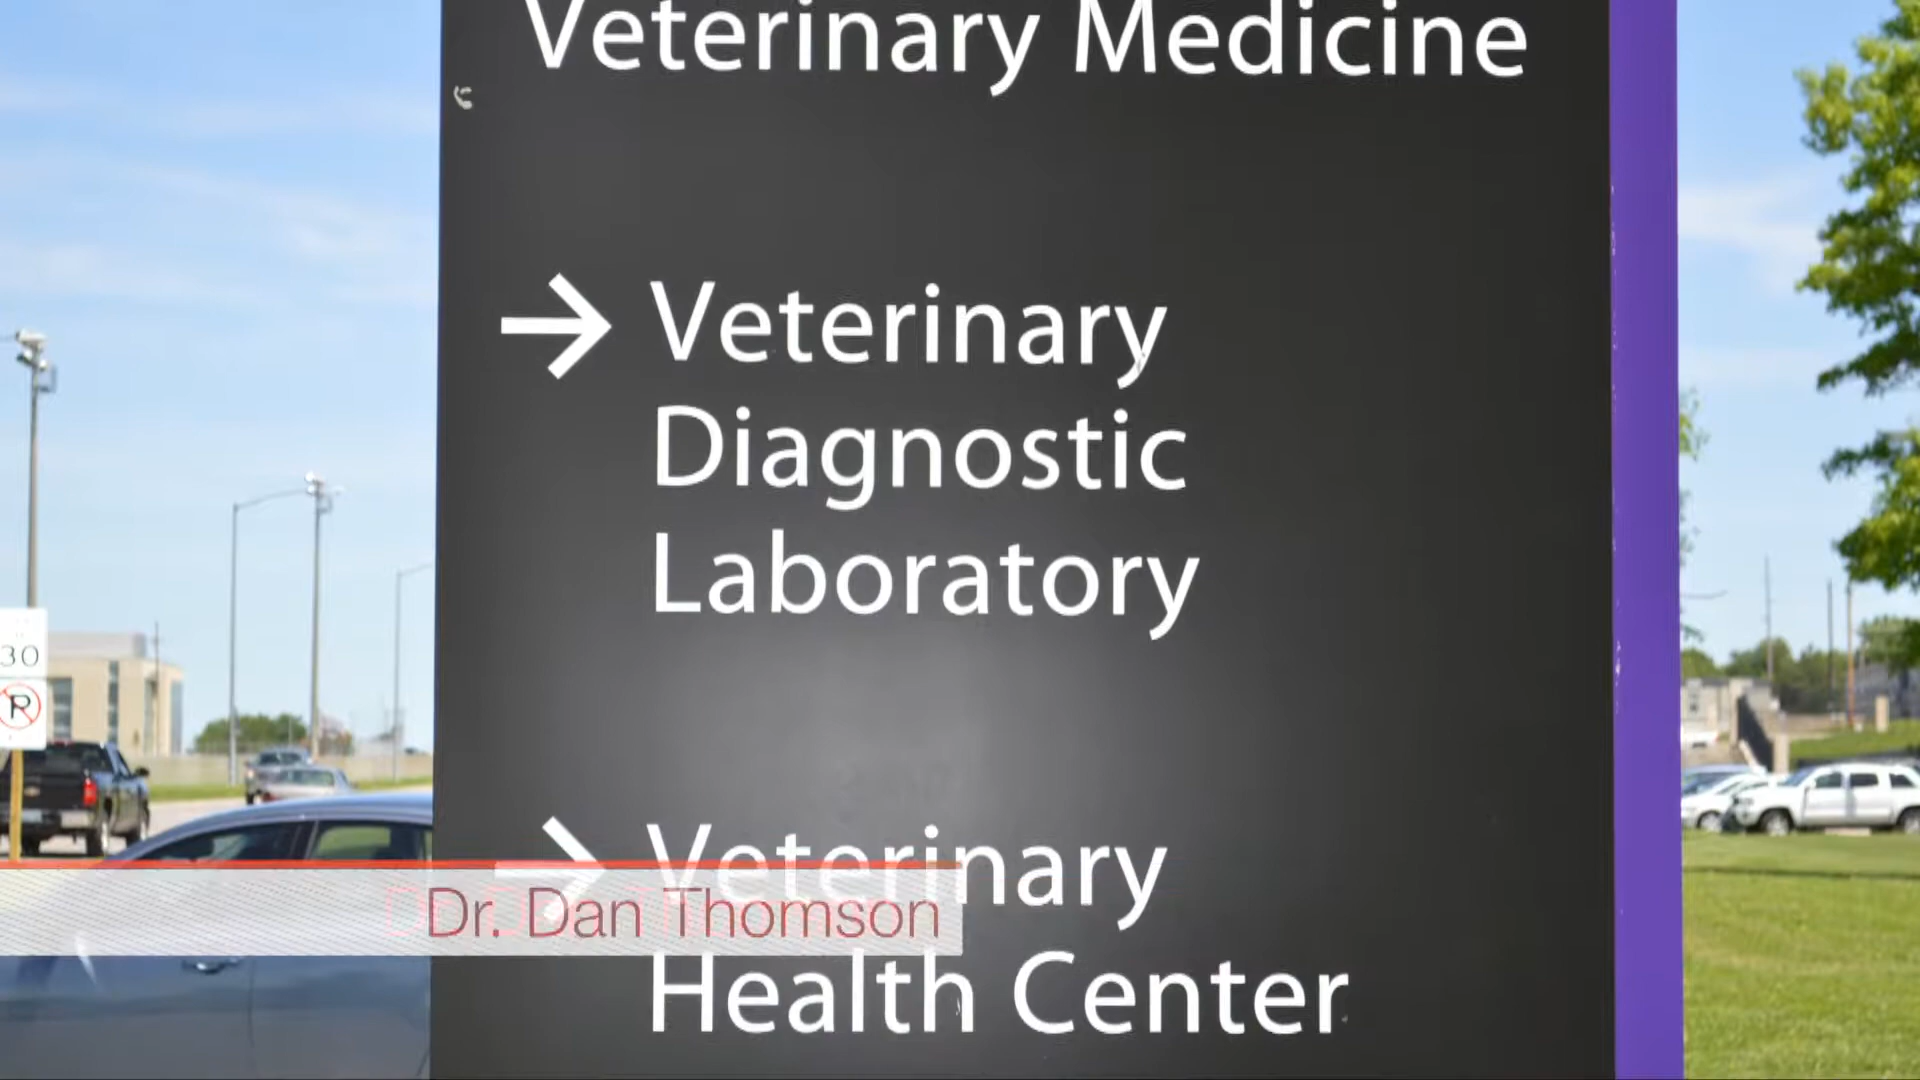 Veterinary Medicine
→ Veterinary
Diagnostic
Laboratory
30
→ Veterinary
Dr. Dan Thomson
Health Center